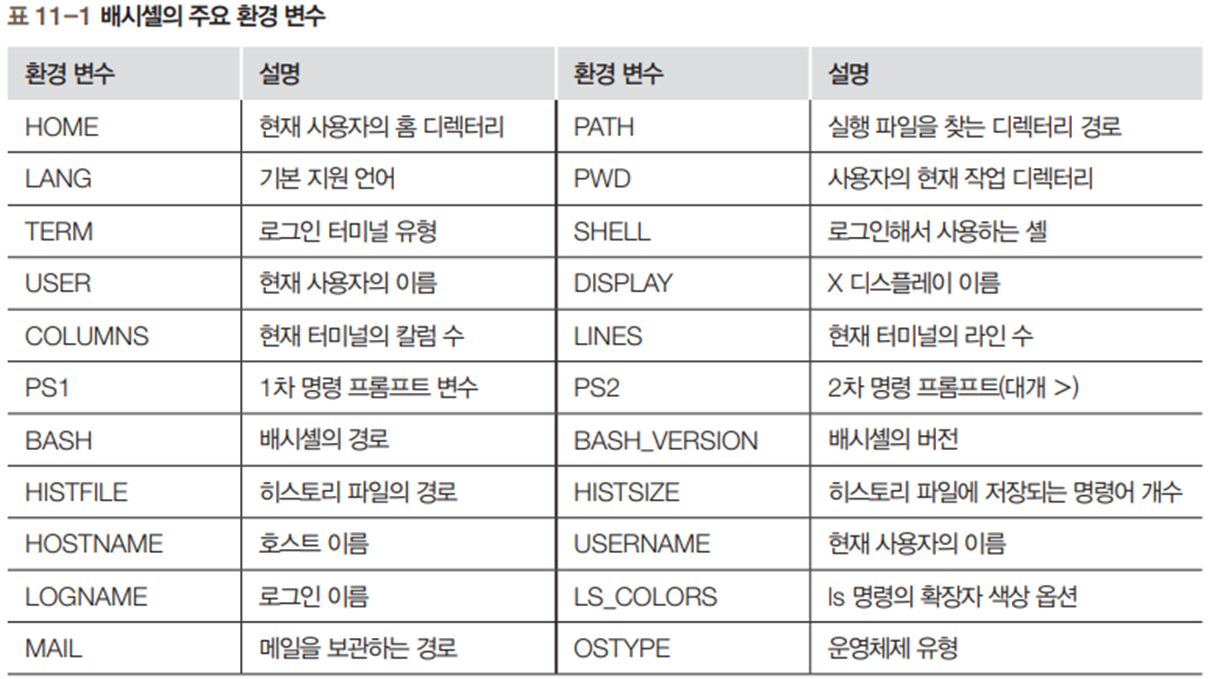 표 11-1 배시셸의 주요 환경 변수
환경 변수 설명 환경 변수 설명
HOME 현재 사용자의 홈 디렉터리 PATH 실행 파일을 찾는 디렉터리 경로
LANG 기본 지원 언어 PWD 사용자의 현재 작업 디렉터리
TERM 로그인 터미널 유형 SHELL 로그인해서 사용하는 셸
USER 현재 사용자의 이름 DISPLAY X 디스플레이 이름
COLUMNS 현재 터미널의 칼럼 수 LINES 현재 터미널의 라인 수
PS1 1차 명령 프롬프트 변수 PS2 2차 명령 프롬프트(대개 >)
BASH 배시셸의 경로 BASH_VERSION 배시셸의 버전
HISTFILE 히스토리 파일의 경로 HISTSIZE 히스토리 파일에 저장되는 명령어 개수
HOSTNAME 호스트 이름 USERNAME 현재 사용자의 이름
LOGNAME 로그인 이름 LS_COLORS ls 명령의 확장자 색상 옵션
MAIL 메일을 보관하는 경로 OSTYPE 운영체제 유형